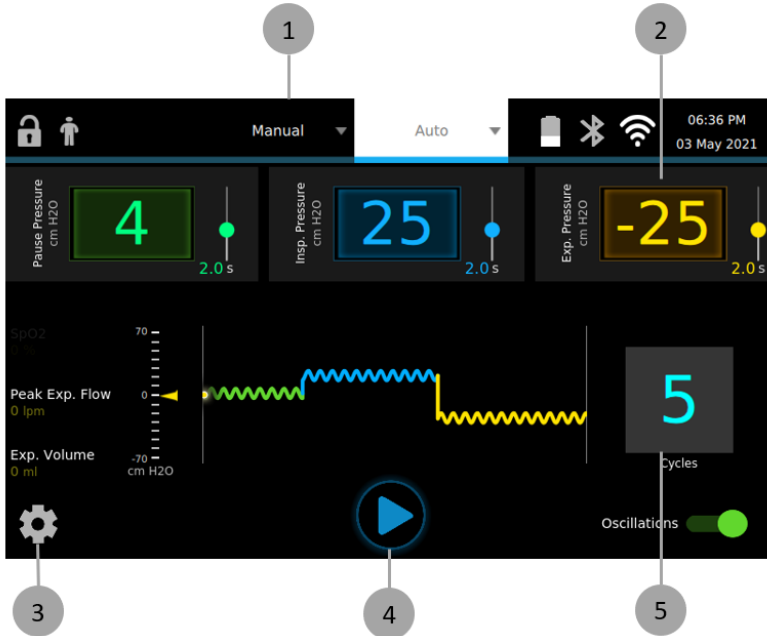 1
2
Manual
Auto
06:36 PM
03 May 2021
Pause Pressure
cm H2O
4
2.0 s
Insp. Pressure
cm H2O
25
2.0 s
Exp. Pressure
cm H2O
-25
2.0 s
SpO2
0 %
70
Peak Exp. Flow
0 lpm
0
Exp. Volume
0 ml
-70
cm H2O
5
Cycles
Oscillations
3
4
5